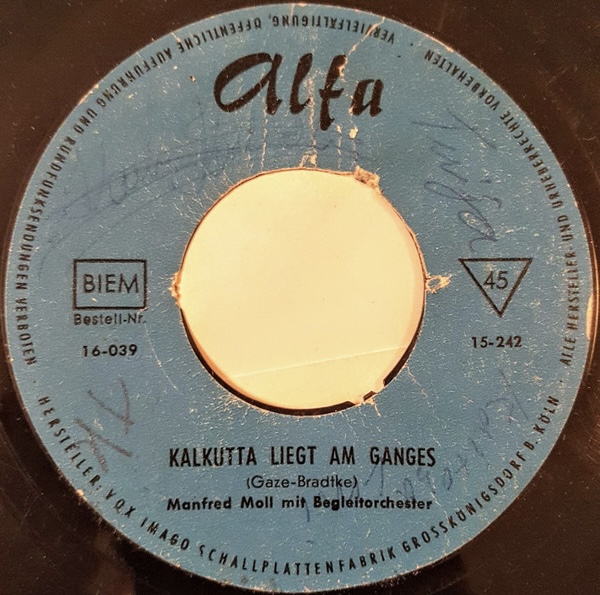 Alfa
BIEM
Bestell-Nr.
16-039
45
15-242
KALKUTTA LIEGT AM GANGES
(Gaze-Bradtke)
Manfred Moll mit Begleitorchester
HERSTELLER: VOX IMAGO SCHALLPLATTENFABRIK GROSSKÖNIGSDORF B. KÖLN · ALLE HERSTELLER- UND URHEBERRECHTE VORBEHALTEN · VERVIELFÄLTIGUNG, ÖFFENTLICHE AUFFÜHRUNG UND RUNDFUNKSENDUNGEN VERBOTEN ·